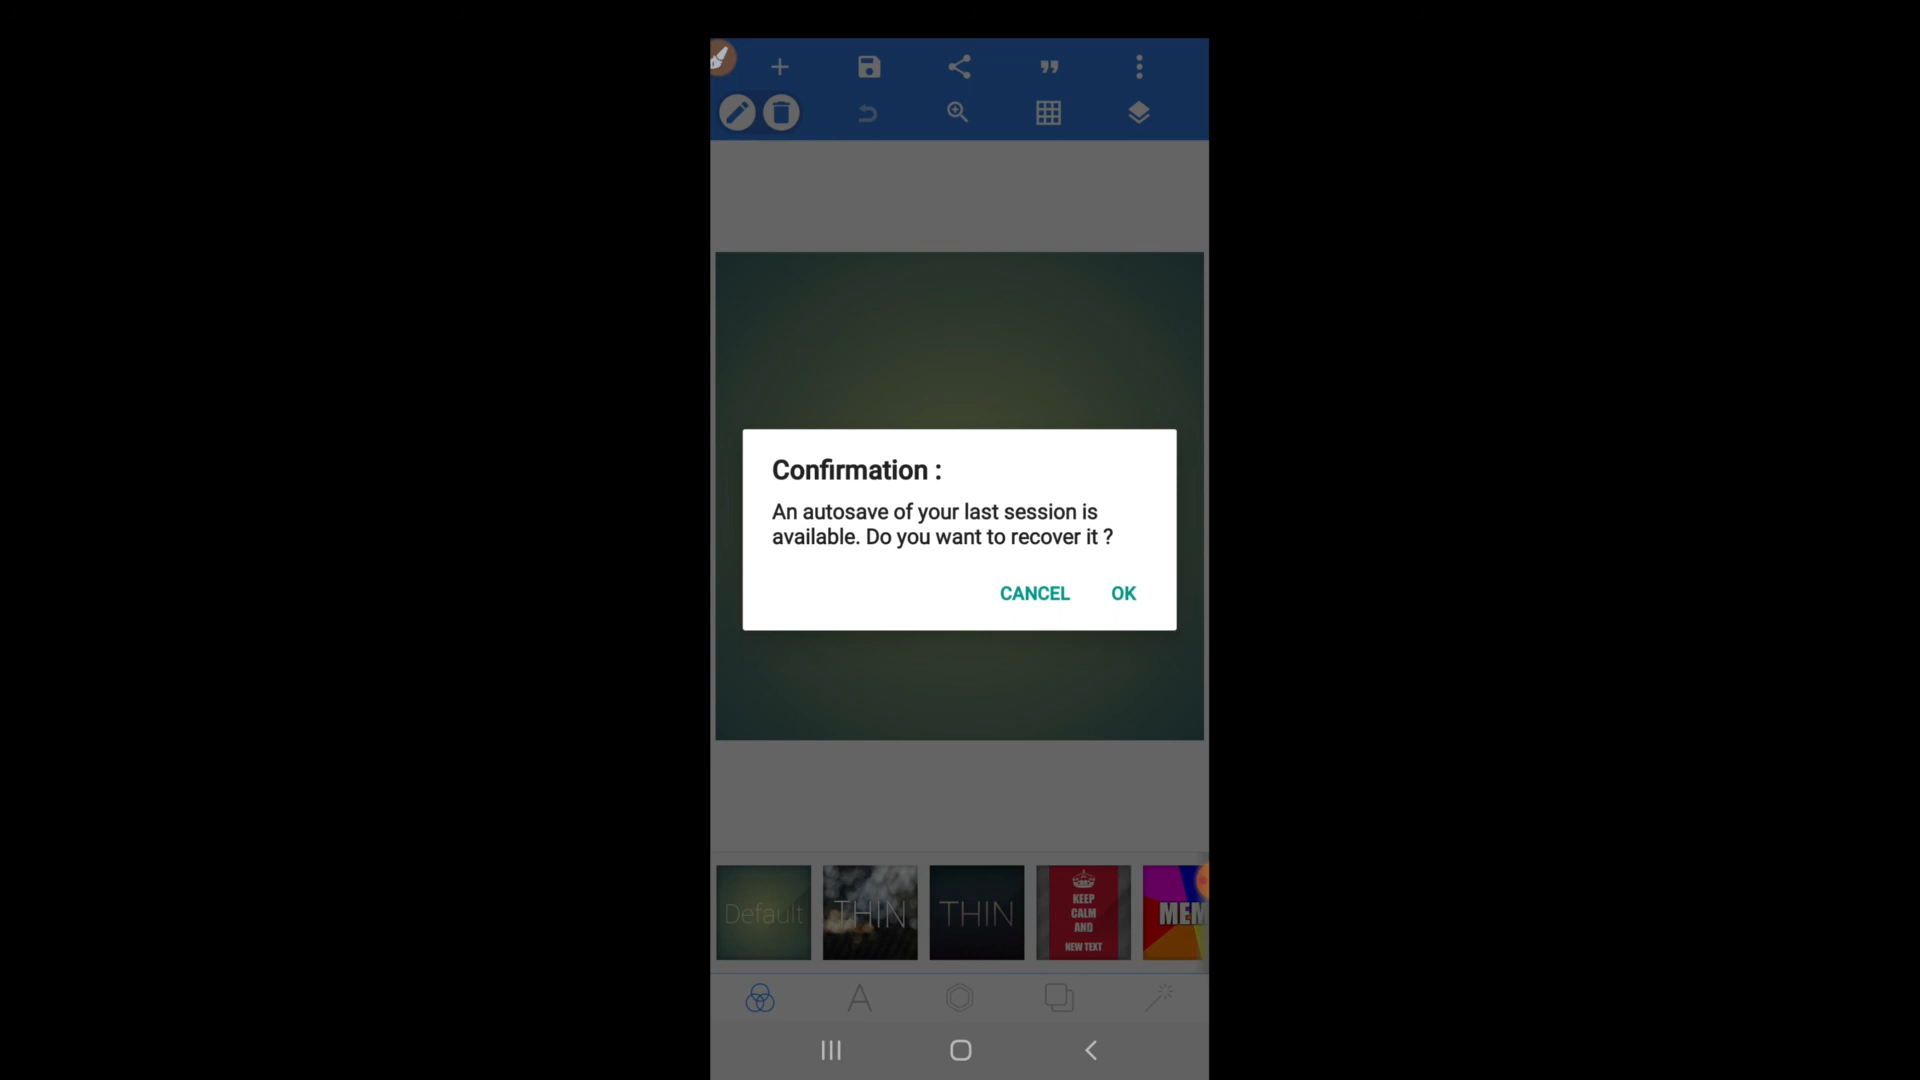 Confirmation :
An autosave of your last session is
available. Do you want to recover it ?
CANCEL OK
Default
THIN
THIN
KEEP
CALM
AND
NEW TEXT
MEM